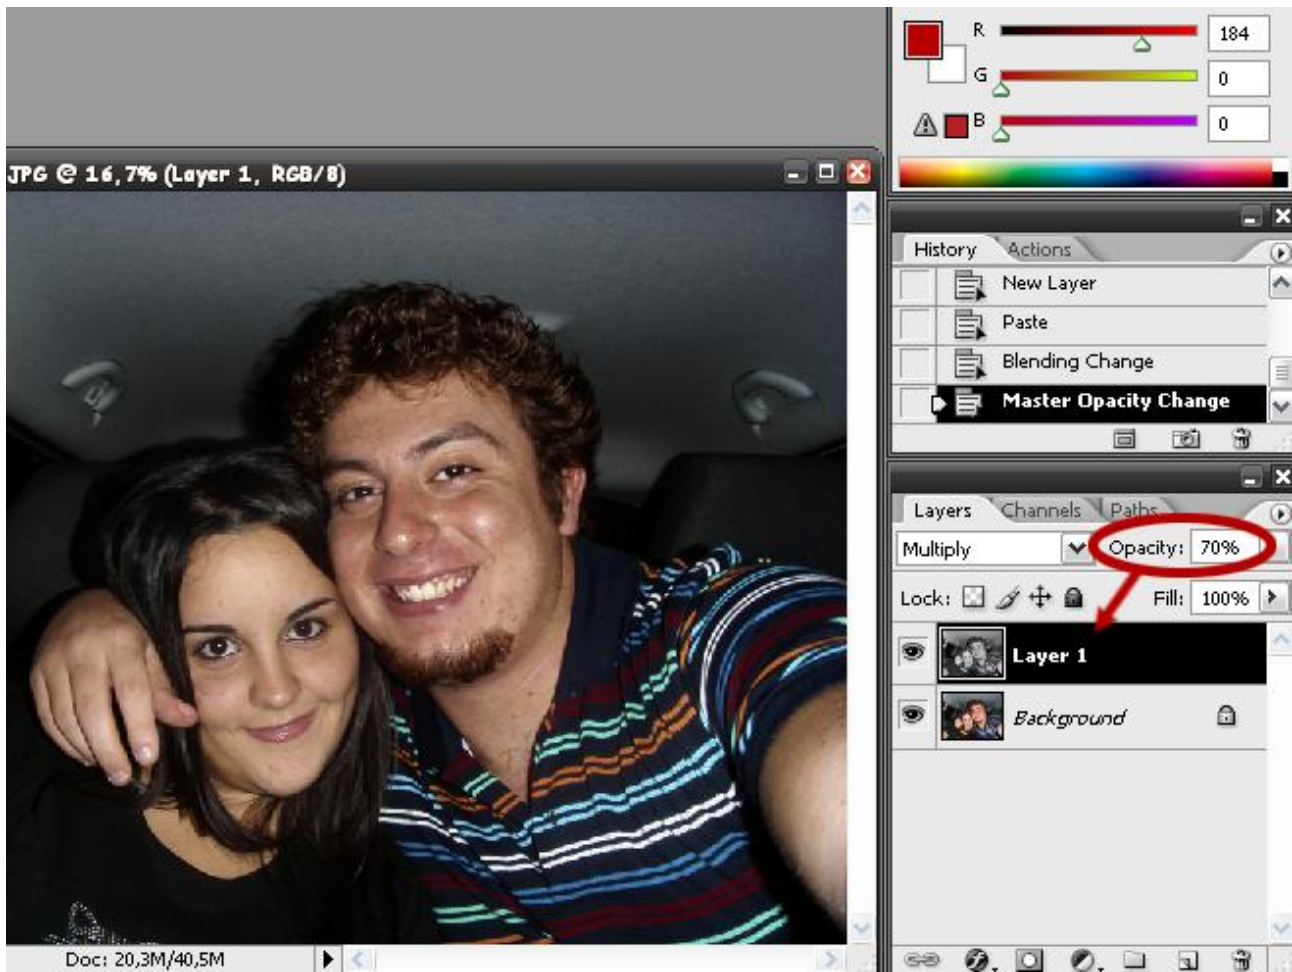 R 184
G 0
B 0
JPG @ 16,7% (Layer 1, RGB/8)
History Actions
New Layer
Paste
Blending Change
Master Opacity Change
Layers Channels Paths
Multiply Opacity: 70%
Lock: Fill: 100%
Layer 1
Background
Doc: 20,3M/40,5M